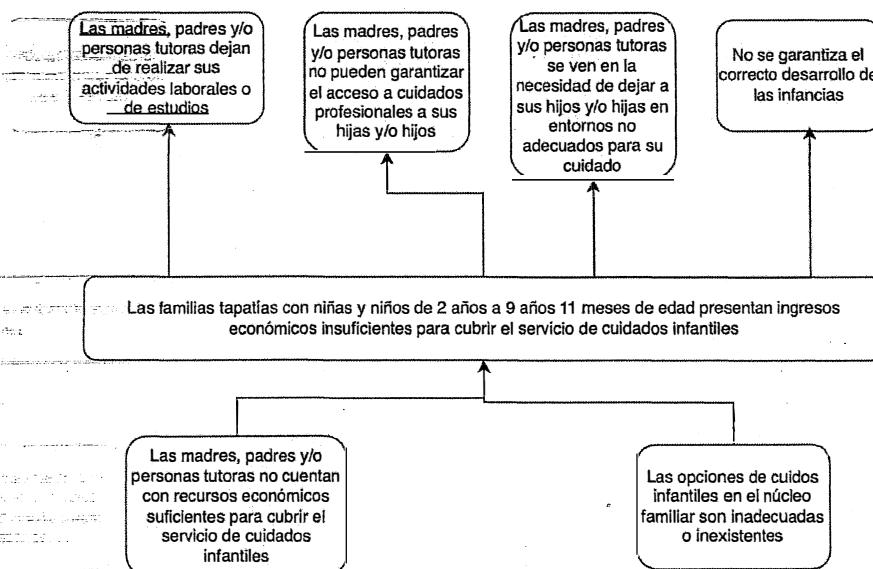 Las madres, padres y/o
personas tutoras dejan
de realizar sus
actividades laborales o
de estudios
Las madres, padres
y/o personas tutoras
no pueden garantizar
el acceso a cuidados
profesionales a sus
hijas y/o hijos
Las madres, padres
y/o personas tutoras
se ven en la
necesidad de dejar a
sus hijos y/o hijas en
entornos no
adecuados para su
cuidado
No se garantiza el
correcto desarrollo de
las infancias
Las familias tapatías con niñas y niños de 2 años a 9 años 11 meses de edad presentan ingresos
económicos insuficientes para cubrir el servicio de cuidados infantiles
Las madres, padres y/o
personas tutoras no cuentan
con recursos económicos
suficientes para cubrir el
servicio de cuidados
infantiles
Las opciones de cuidos
infantiles en el núcleo
familiar son inadecuadas
o inexistentes